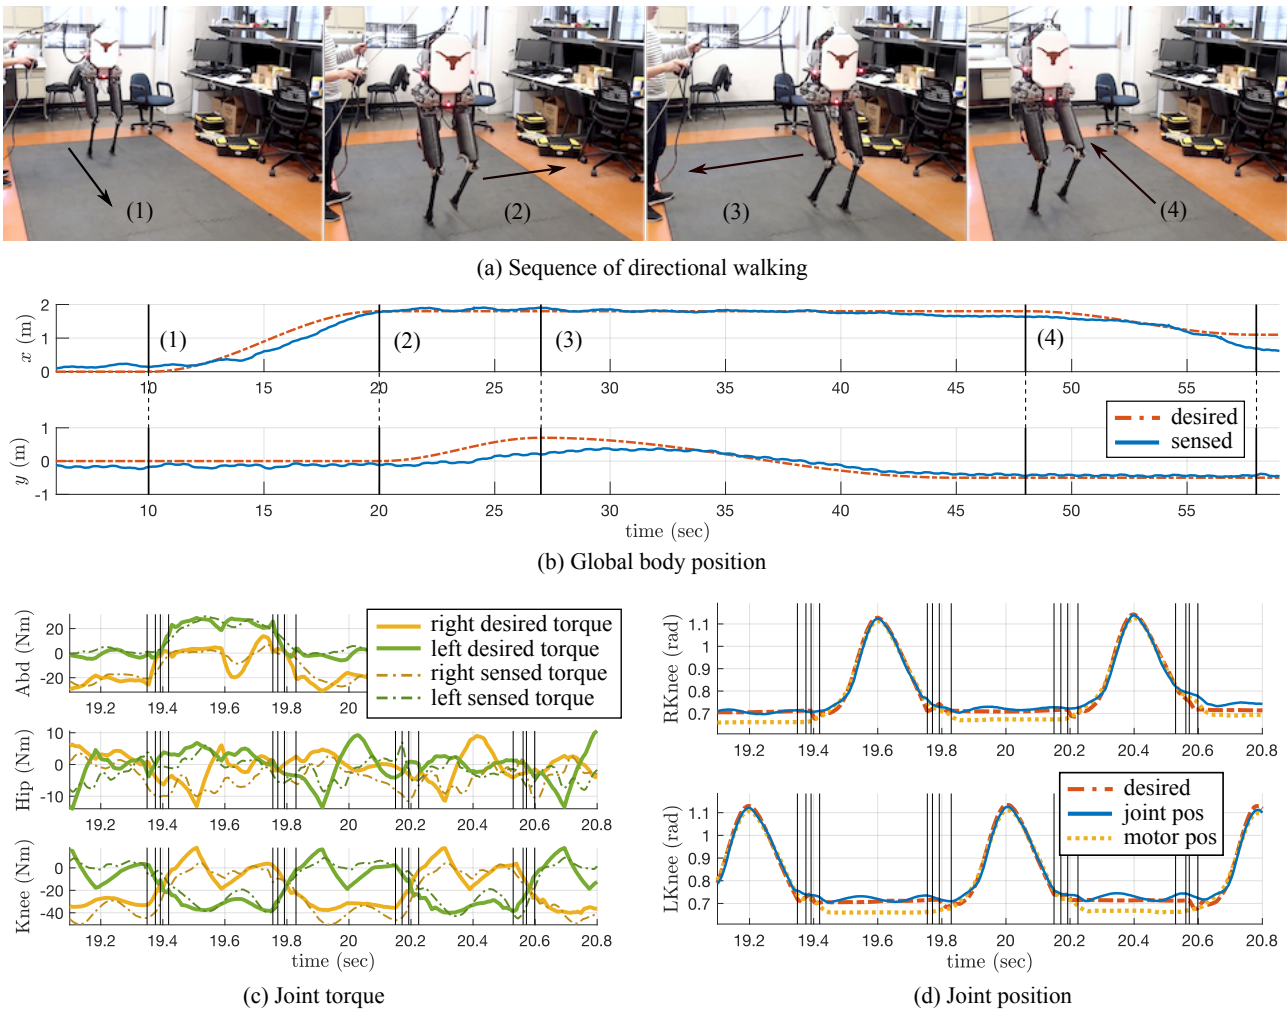 (1)
(2)
(3)
(4)
(a) Sequence of directional walking
x (m)
2
1
0
(1)
(2)
(3)
(4)
10 15 20 25 30 35 40 45 50 55
desired
sensed
y (m)
1
0
-1
10 15 20 25 30 35 40 45 50 55
time (sec)
(b) Global body position
Abd (Nm)
20
0
-20
19.2 19.4 19.6 19.8 20
right desired torque
left desired torque
right sensed torque
left sensed torque
Hip (Nm)
10
0
-10
19.2 19.4 19.6 19.8 20 20.2 20.4 20.6 20.8
Knee (Nm)
0
-20
-40
19.2 19.4 19.6 19.8 20 20.2 20.4 20.6 20.8
time (sec)
(c) Joint torque
RKnee (rad)
1.1
1
0.9
0.8
0.7
19.2 19.4 19.6 19.8 20 20.2 20.4 20.6 20.8
desired
joint pos
motor pos
LKnee (rad)
1.1
1
0.9
0.8
0.7
19.2 19.4 19.6 19.8 20 20.2 20.4 20.6 20.8
time (sec)
(d) Joint position